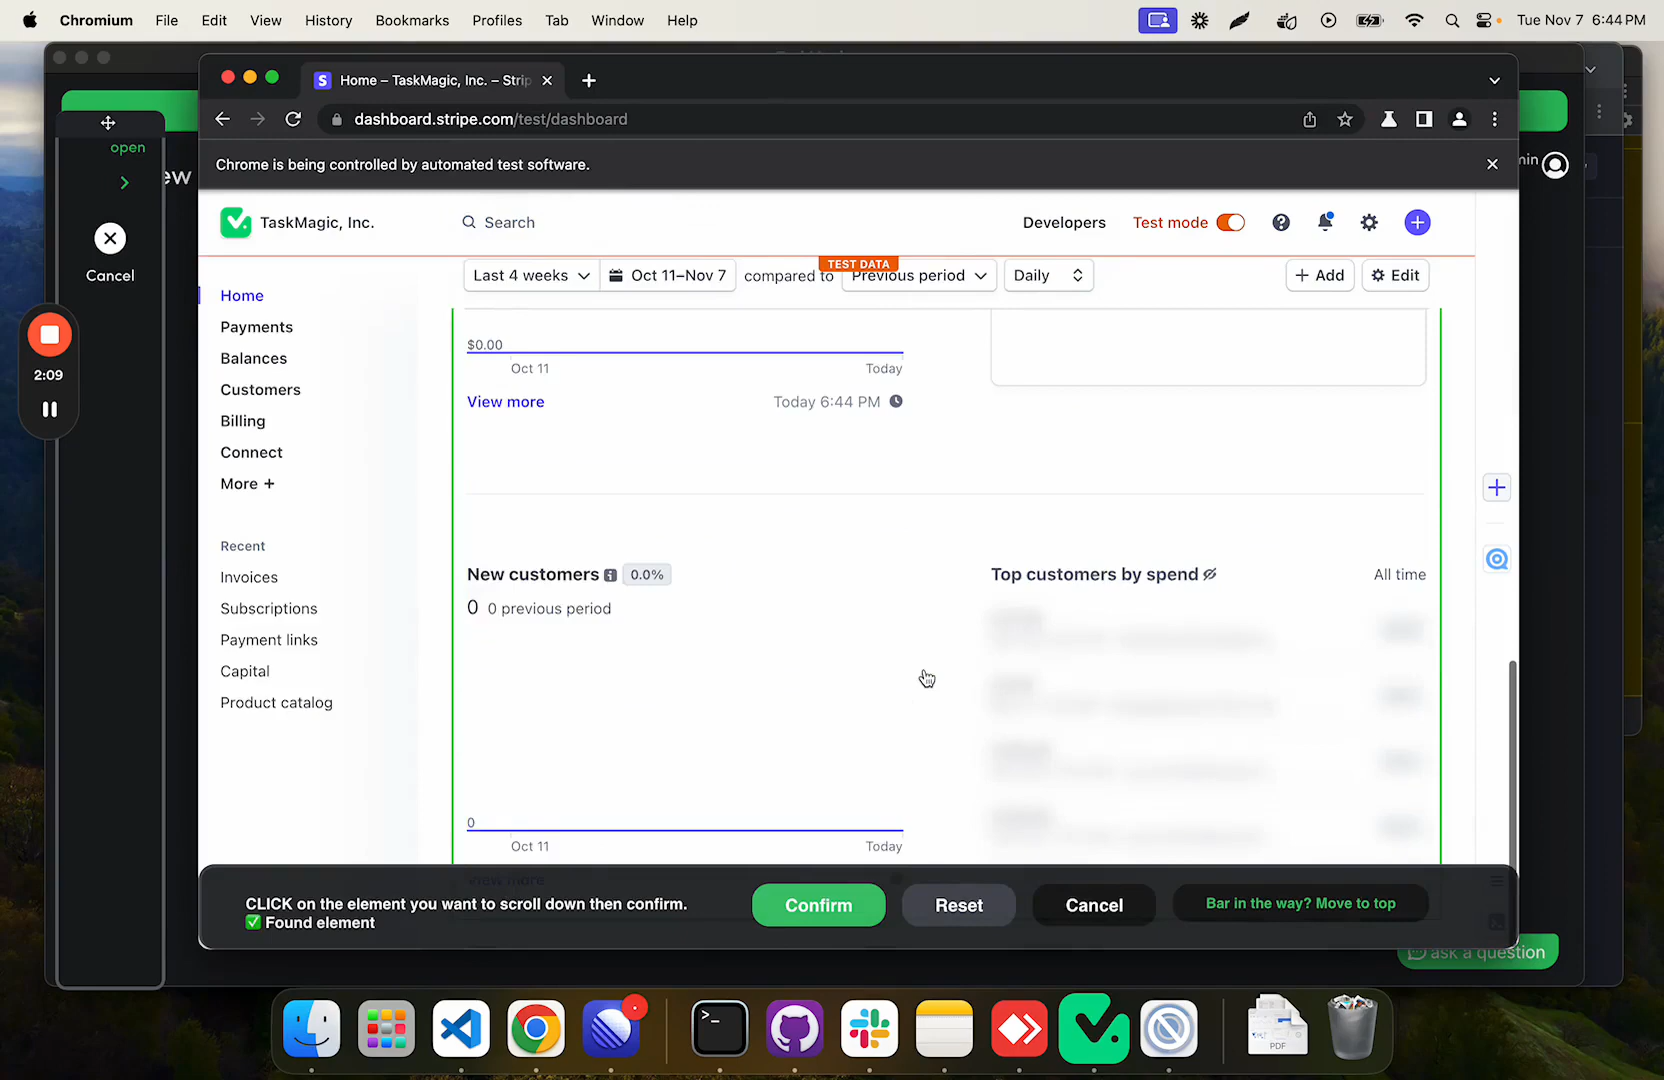 Chromium File Edit View History Bookmarks Profiles Tab Window Help Tue Nov 7 6:44 PM
Home – TaskMagic, Inc. – Strip
dashboard.stripe.com/test/dashboard
open
Chrome is being controlled by automated test software.
ew
min
Cancel
2:09
TaskMagic, Inc.
Search
Developers
Test mode
TEST DATA
Last 4 weeks
Oct 11–Nov 7
compared to
Previous period
Daily
+ Add
Edit
Home
Payments
Balances
Customers
Billing
Connect
More +
Recent
Invoices
Subscriptions
Payment links
Capital
Product catalog
$0.00
Oct 11
Today
View more
Today 6:44 PM
New customers
0.0%
0 0 previous period
0
Oct 11
Today
View more
Top customers by spend
All time
CLICK on the element you want to scroll down then confirm.
✅ Found element
Confirm
Reset
Cancel
Bar in the way? Move to top
ask a question
PDF